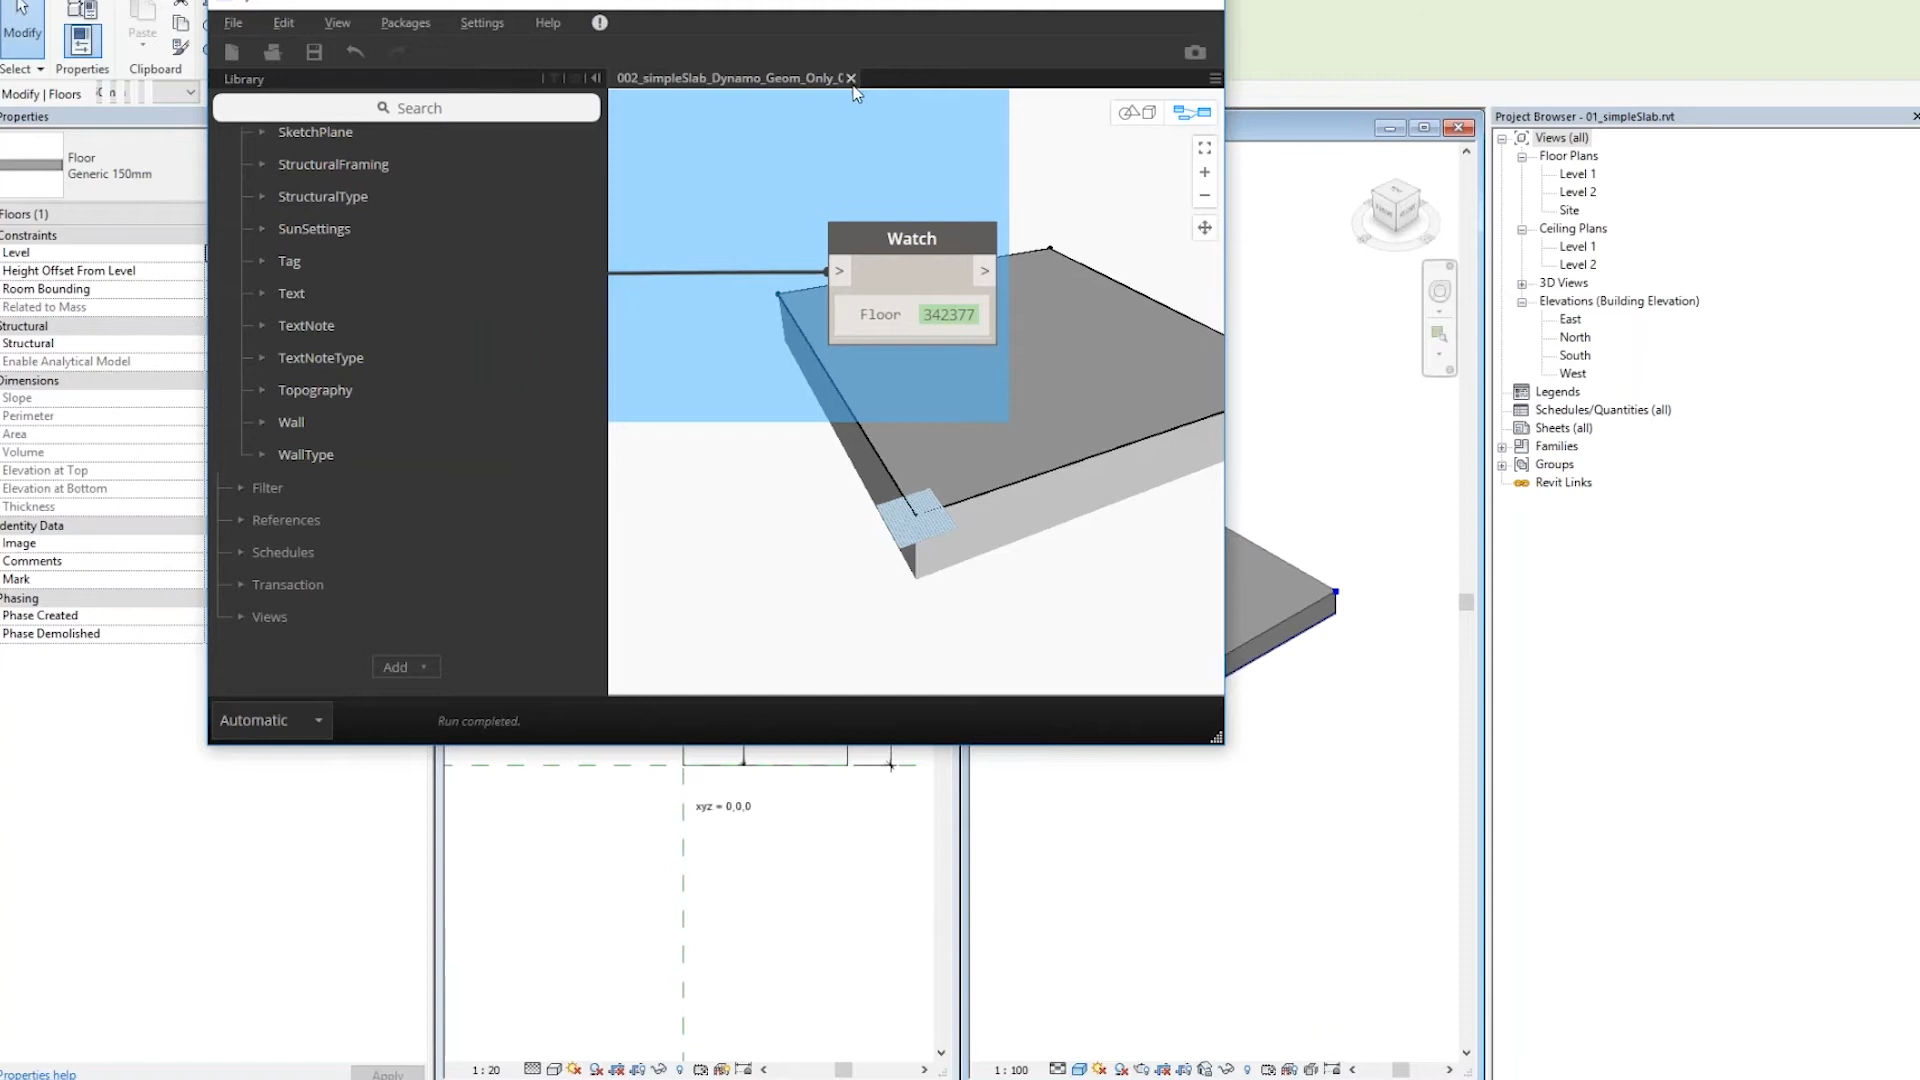 File
Edit
View
Packages
Settings
Help
Modify
Paste
Select
Properties
Clipboard
Library
002_simpleSlab_Dynamo_Geom_Only_
Modify | Floors
Search
Properties
Project Browser - 01_simpleSlab.rvt
Floor
Generic 150mm
Floors (1)
Constraints
Level
Height Offset From Level
Room Bounding
Related to Mass
Structural
Structural
Enable Analytical Model
Dimensions
Slope
Perimeter
Area
Volume
Elevation at Top
Elevation at Bottom
Thickness
Identity Data
Image
Comments
Mark
Phasing
Phase Created
Phase Demolished
Properties help
Apply
SketchPlane
StructuralFraming
StructuralType
SunSettings
Tag
Text
TextNote
TextNoteType
Topography
Wall
WallType
Filter
References
Schedules
Transaction
Views
Add
Automatic
Run completed.
Watch
>
>
Floor 342377
xyz = 0,0,0
1 : 20
1 : 100
Views (all)
Floor Plans
Level 1
Level 2
Site
Ceiling Plans
Level 1
Level 2
3D Views
Elevations (Building Elevation)
East
North
South
West
Legends
Schedules/Quantities (all)
Sheets (all)
Families
Groups
Revit Links